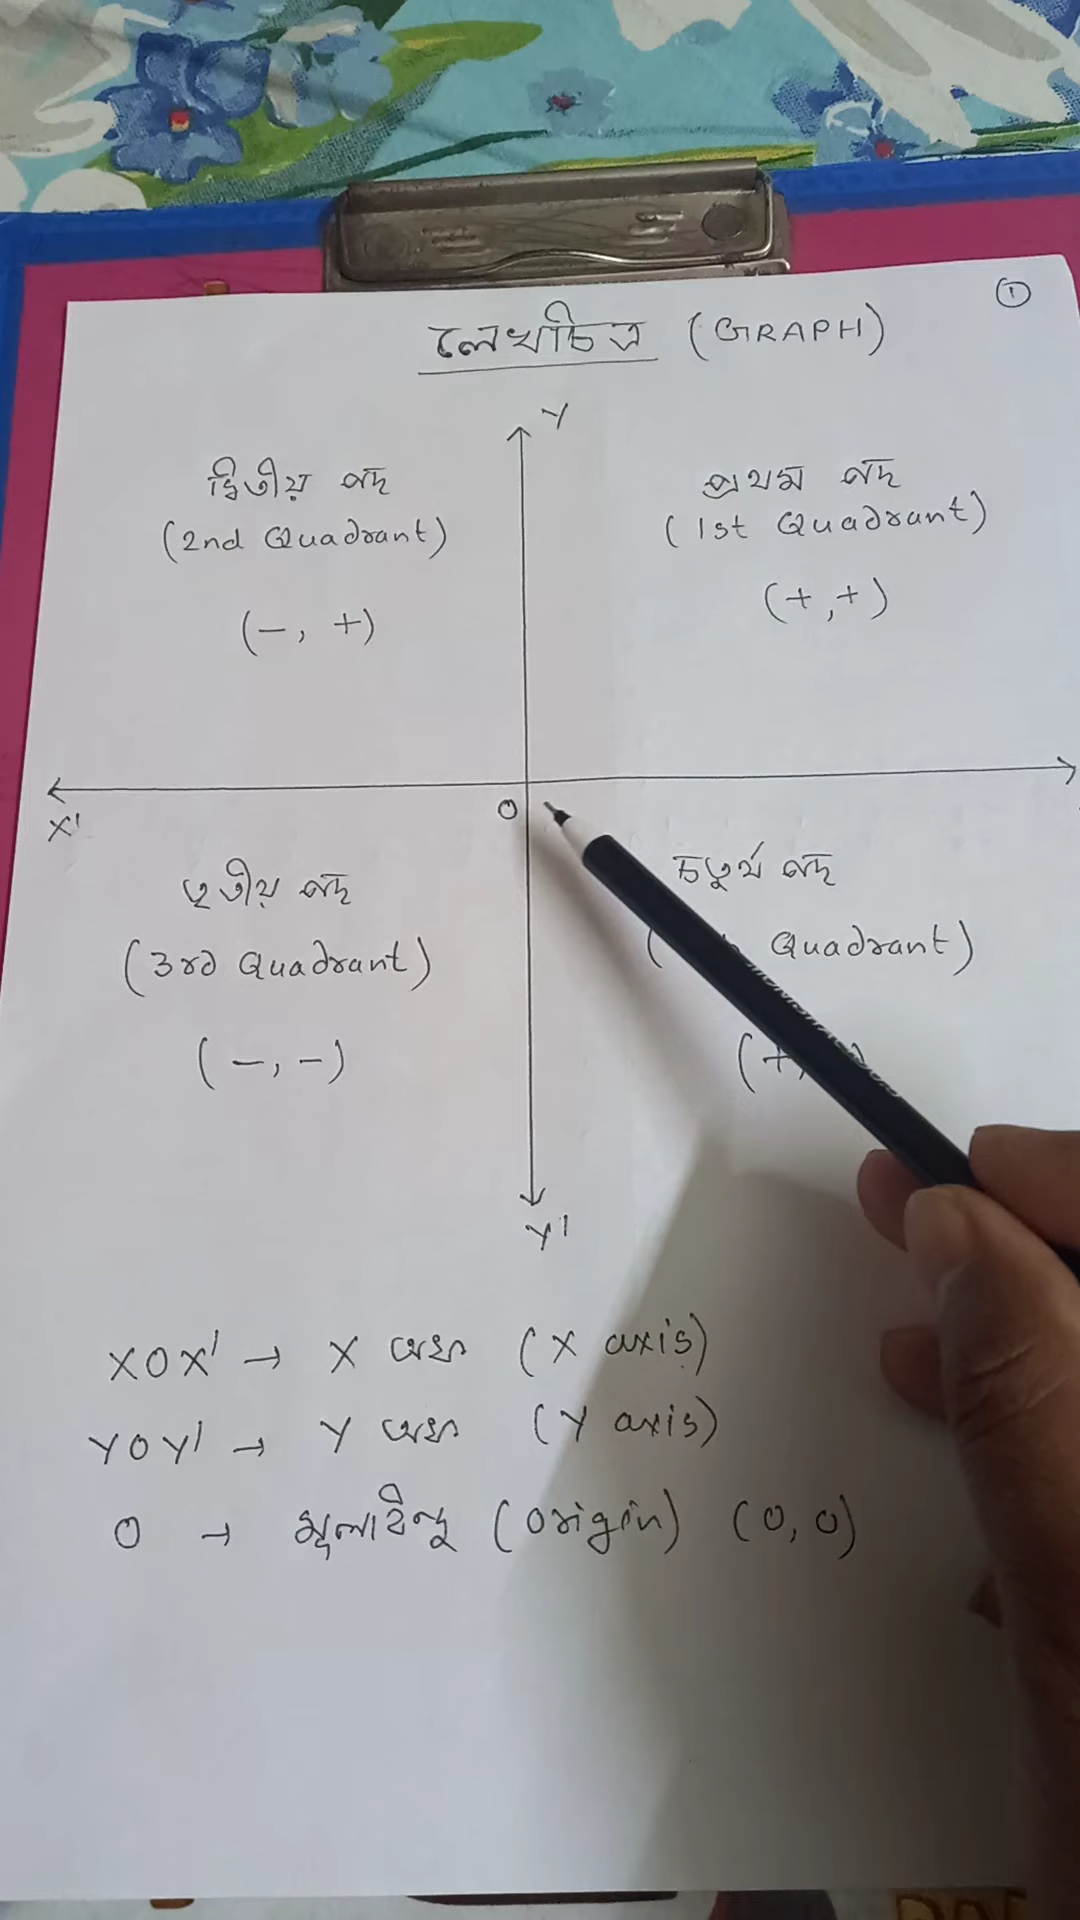 ①
লেখচিত্র (GRAPH)
Y
দ্বিতীয় পাদ
(2nd Quadrant)
(−, +)
প্রথম পাদ
(1st Quadrant)
(+,+)
X'
O
তৃতীয় পাদ
(3rd Quadrant)
(−,−)
চতুর্থ পাদ
( Quadrant)
(+,
Y'
XOX' → X অক্ষ (X axis)
YOY' → Y অক্ষ (Y axis)
O → মূলবিন্দু (Origin) (0,0)